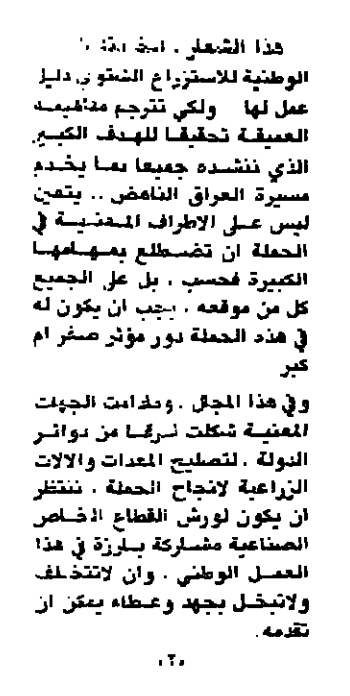 هذا الشعار ، اتخذته
الوطنية للاستزراع الشتوي دليل
عمل لها ولكي تترجم مفاهيمه
العميقة تحقيقا للهدف الكبير
الذي ننشده جميعا بما يخدم
مسيرة العراق الناهض .. يتعين
ليس على الاطراف المعنية في
الحملة ان تضطلع بمهامها
الكبيرة فحسب ، بل على الجميع
كل من موقعه ، يجب ان يكون له
في هذه الحملة دور مؤثر صغر ام
كبر
وفي هذا المجال ، ومادامت الجهات
المعنية شكلت فرقا من دوائر
الدولة ، لتصليح المعدات والالات
الزراعية لانجاح الحملة ، ننتظر
ان يكون لورش القطاع الخاص
الصناعية مشاركة بارزة في هذا
العمل الوطني ، وان لاتتخلف
ولاتبخل بجهد وعطاء يمكن ان
تقدمه .